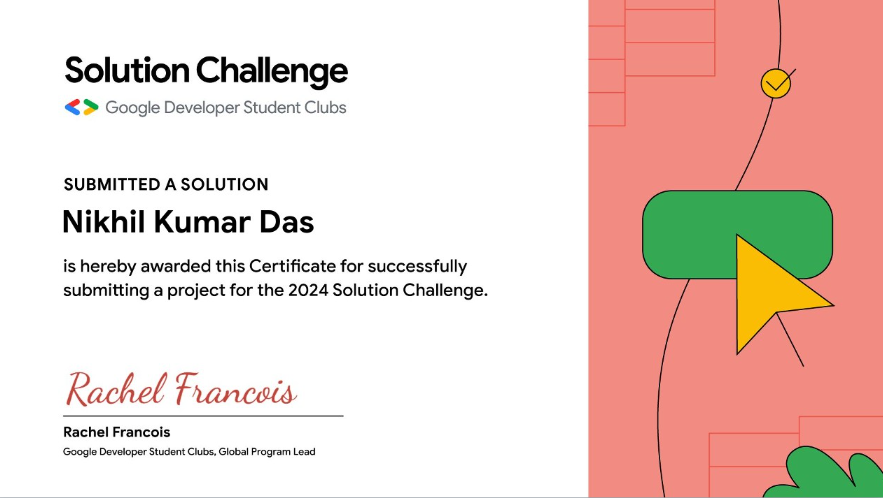 Solution Challenge
Google Developer Student Clubs
SUBMITTED A SOLUTION
Nikhil Kumar Das
is hereby awarded this Certificate for successfully
submitting a project for the 2024 Solution Challenge.
Rachel Francois
Rachel Francois
Google Developer Student Clubs, Global Program Lead